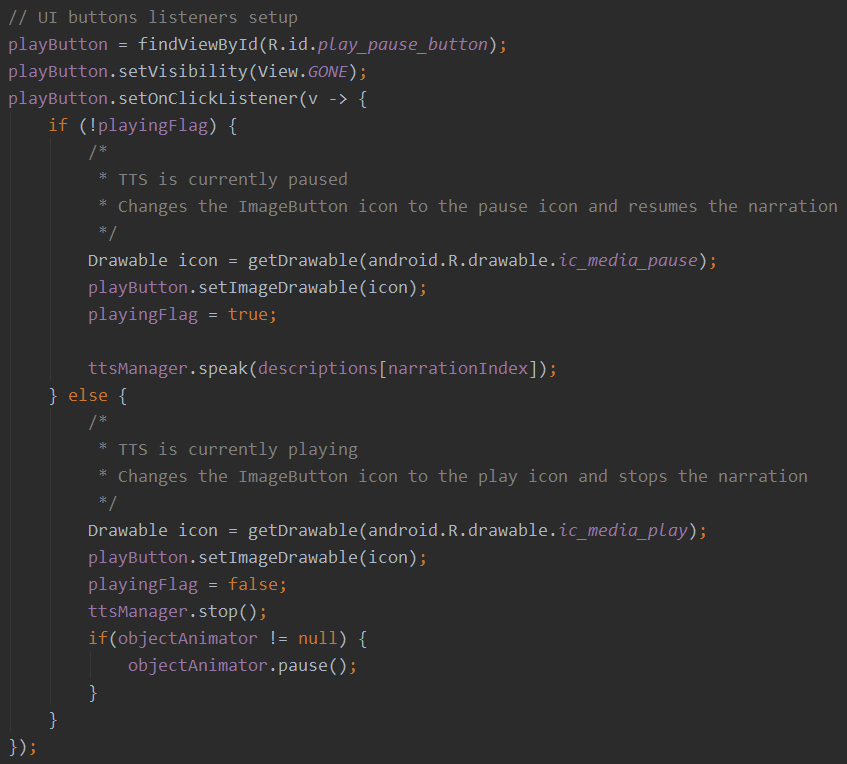 // UI buttons listeners setup
playButton = findViewById(R.id.play_pause_button);
playButton.setVisibility(View.GONE);
playButton.setOnClickListener(v -> {
    if (!playingFlag) {
        /*
         * TTS is currently paused
         * Changes the ImageButton icon to the pause icon and resumes the narration
         */
        Drawable icon = getDrawable(android.R.drawable.ic_media_pause);
        playButton.setImageDrawable(icon);
        playingFlag = true;

        ttsManager.speak(descriptions[narrationIndex]);
    } else {
        /*
         * TTS is currently playing
         * Changes the ImageButton icon to the play icon and stops the narration
         */
        Drawable icon = getDrawable(android.R.drawable.ic_media_play);
        playButton.setImageDrawable(icon);
        playingFlag = false;
        ttsManager.stop();
        if(objectAnimator != null) {
            objectAnimator.pause();
        }
    }
});